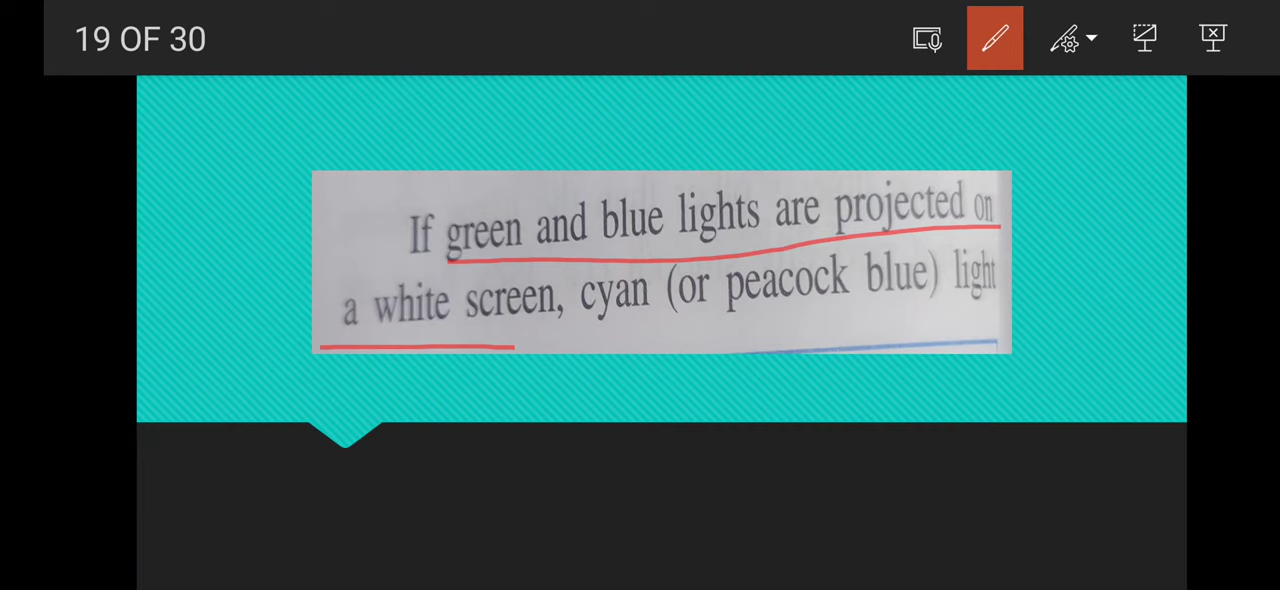 19 OF 30
If green and blue lights are projected on
a white screen, cyan (or peacock blue) light